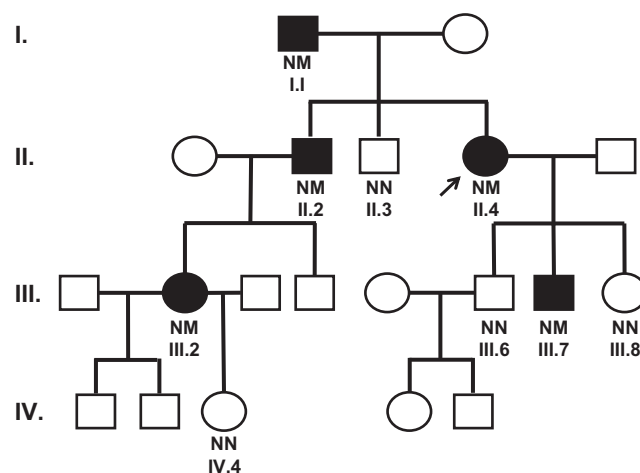 I.
NM
I.I
II.
NM NN NM
II.2 II.3 II.4
III.
NM NN NM NN
III.2 III.6 III.7 III.8
IV.
NN
IV.4